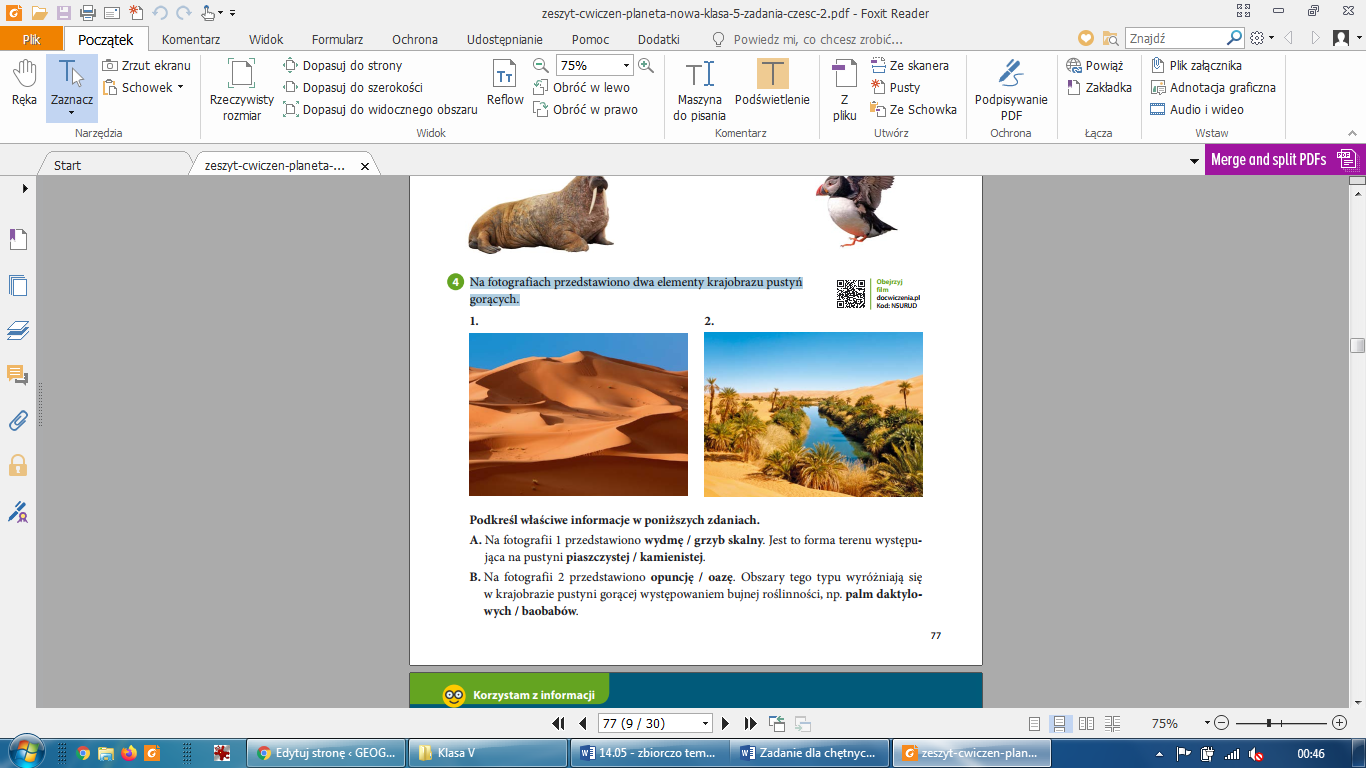 zeszyt-cwiczen-planeta-nowa-klasa-5-zadania-czesc-2.pdf - Foxit Reader
Plik
Początek
Komentarz
Widok
Formularz
Ochrona
Udostępnianie
Pomoc
Dodatki
Powiedz mi, co chcesz zrobić...
Znajdź
Ręka
Zaznacz
Zrzut ekranu
Schowek
Narzędzia
Rzeczywisty rozmiar
Dopasuj do strony
Dopasuj do szerokości
Dopasuj do widocznego obszaru
Reflow
75%
Obróć w lewo
Obróć w prawo
Widok
Maszyna do pisania
Podświetlenie
Komentarz
Z pliku
Ze skanera
Pusty
Ze Schowka
Utwórz
Podpisywanie PDF
Ochrona
Powiąż
Zakładka
Łącza
Plik załącznika
Adnotacja graficzna
Audio i video
Wstaw
Start
zeszyt-cwiczen-planeta-...
Merge and split PDFs
4 Na fotografiach przedstawiono dwa elementy krajobrazu pustyń
gorących.
Obejrzyj
film
docwiczenia.pl
Kod: N5URUD
1.
2.
Podkreśl właściwe informacje w poniższych zdaniach.
A. Na fotografii 1 przedstawiono wydmę / grzyb skalny. Jest to forma terenu występu-
jąca na pustyni piaszczystej / kamienistej.
B. Na fotografii 2 przedstawiono opuncję / oazę. Obszary tego typu wyróżniają się
w krajobrazie pustyni gorącej występowaniem bujnej roślinności, np. palm daktylo-
wych / baobabów.
77
Korzystam z informacji
77 (9 / 30)
75%
Edytuj stronę ‹ GEOG...
Klasa V
14.05 - zbiorczo tem...
Zadanie dla chętnyc...
zeszyt-cwiczen-plan...
00:46